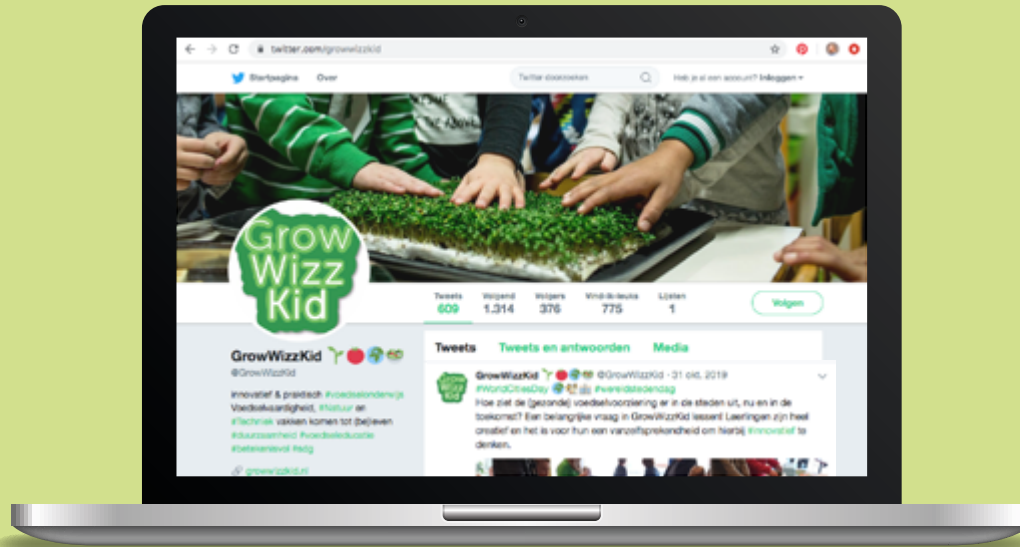 twitter.com/growwizzkid
Startpagina Over Twitter doorzoeken Heb je al een account? Inloggen
THE ABOVE
Grow
Wizz
Kid
Tweets Volgend Volgers Vind-ik-leuks Lijsten
609 1.314 376 775 1
Volgen
Tweets Tweets en antwoorden Media
GrowWizzKid
@GrowWizzKid
innovatief & praktisch #voedselonderwijs
Voedselvaardigheid, #Natuur en
#Techniek vakken komen tot (be)leven
#duurzaamheid #voedseleducatie
#betekenisvol #sdg
growwizzkid.nl
GrowWizzKid @GrowWizzKid · 31 okt. 2019
#WorldCitiesDay #wereldstedendag
Hoe ziet de (gezonde) voedselvoorziening er in de steden uit, nu en in de
toekomst? Een belangrijke vraag in GrowWizzKid lessen! Leerlingen zijn heel
creatief en het is voor hun een vanzelfsprekendheid om hierbij #innovatief te
denken.